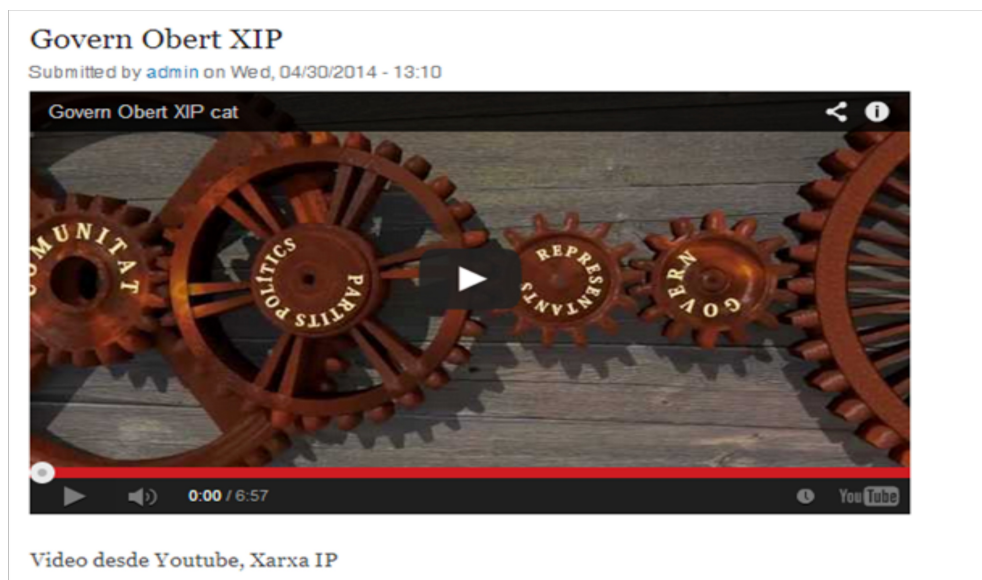 Govern Obert XIP
Submitted by admin on Wed, 04/30/2014 - 13:10
Govern Obert XIP cat
COMUNITAT
PARTITS POLÍTICS
REPRESENTANTS
GOVERN
0:00 / 6:57
YouTube
Video desde Youtube, Xarxa IP